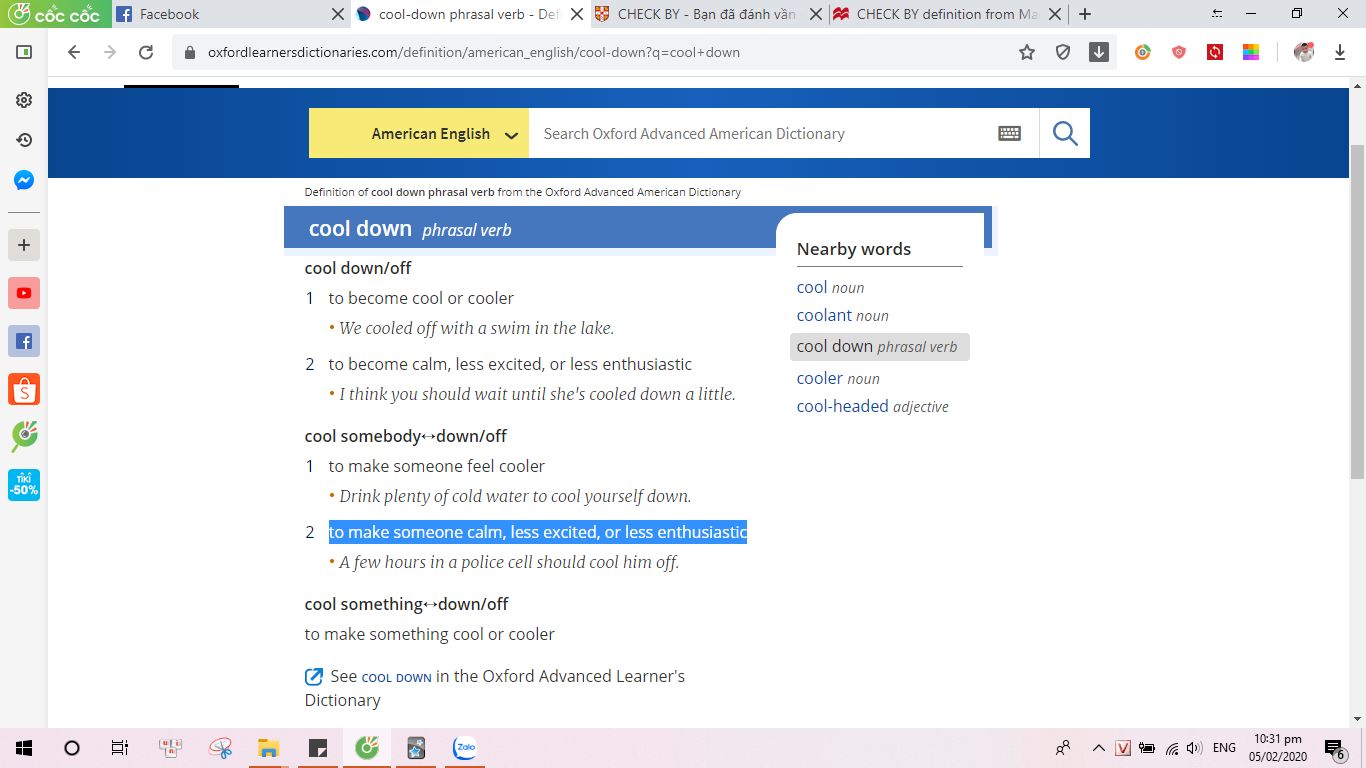 cốc cốc
Facebook
cool-down phrasal verb - Def
CHECK BY - Bạn đã đánh vần
CHECK BY definition from Ma
oxfordlearnersdictionaries.com/definition/american_english/cool-down?q=cool+down
American English
Search Oxford Advanced American Dictionary
Definition of cool down phrasal verb from the Oxford Advanced American Dictionary
cool down phrasal verb
cool down/off
1 to become cool or cooler
• We cooled off with a swim in the lake.
2 to become calm, less excited, or less enthusiastic
• I think you should wait until she's cooled down a little.
cool somebody↔down/off
1 to make someone feel cooler
• Drink plenty of cold water to cool yourself down.
2 to make someone calm, less excited, or less enthusiastic
• A few hours in a police cell should cool him off.
cool something↔down/off
to make something cool or cooler
See COOL DOWN in the Oxford Advanced Learner's
Dictionary
Nearby words
cool noun
coolant noun
cool down phrasal verb
cooler noun
cool-headed adjective
TIKI
-50%
Zalo
V
ENG
10:31 pm
05/02/2020
6